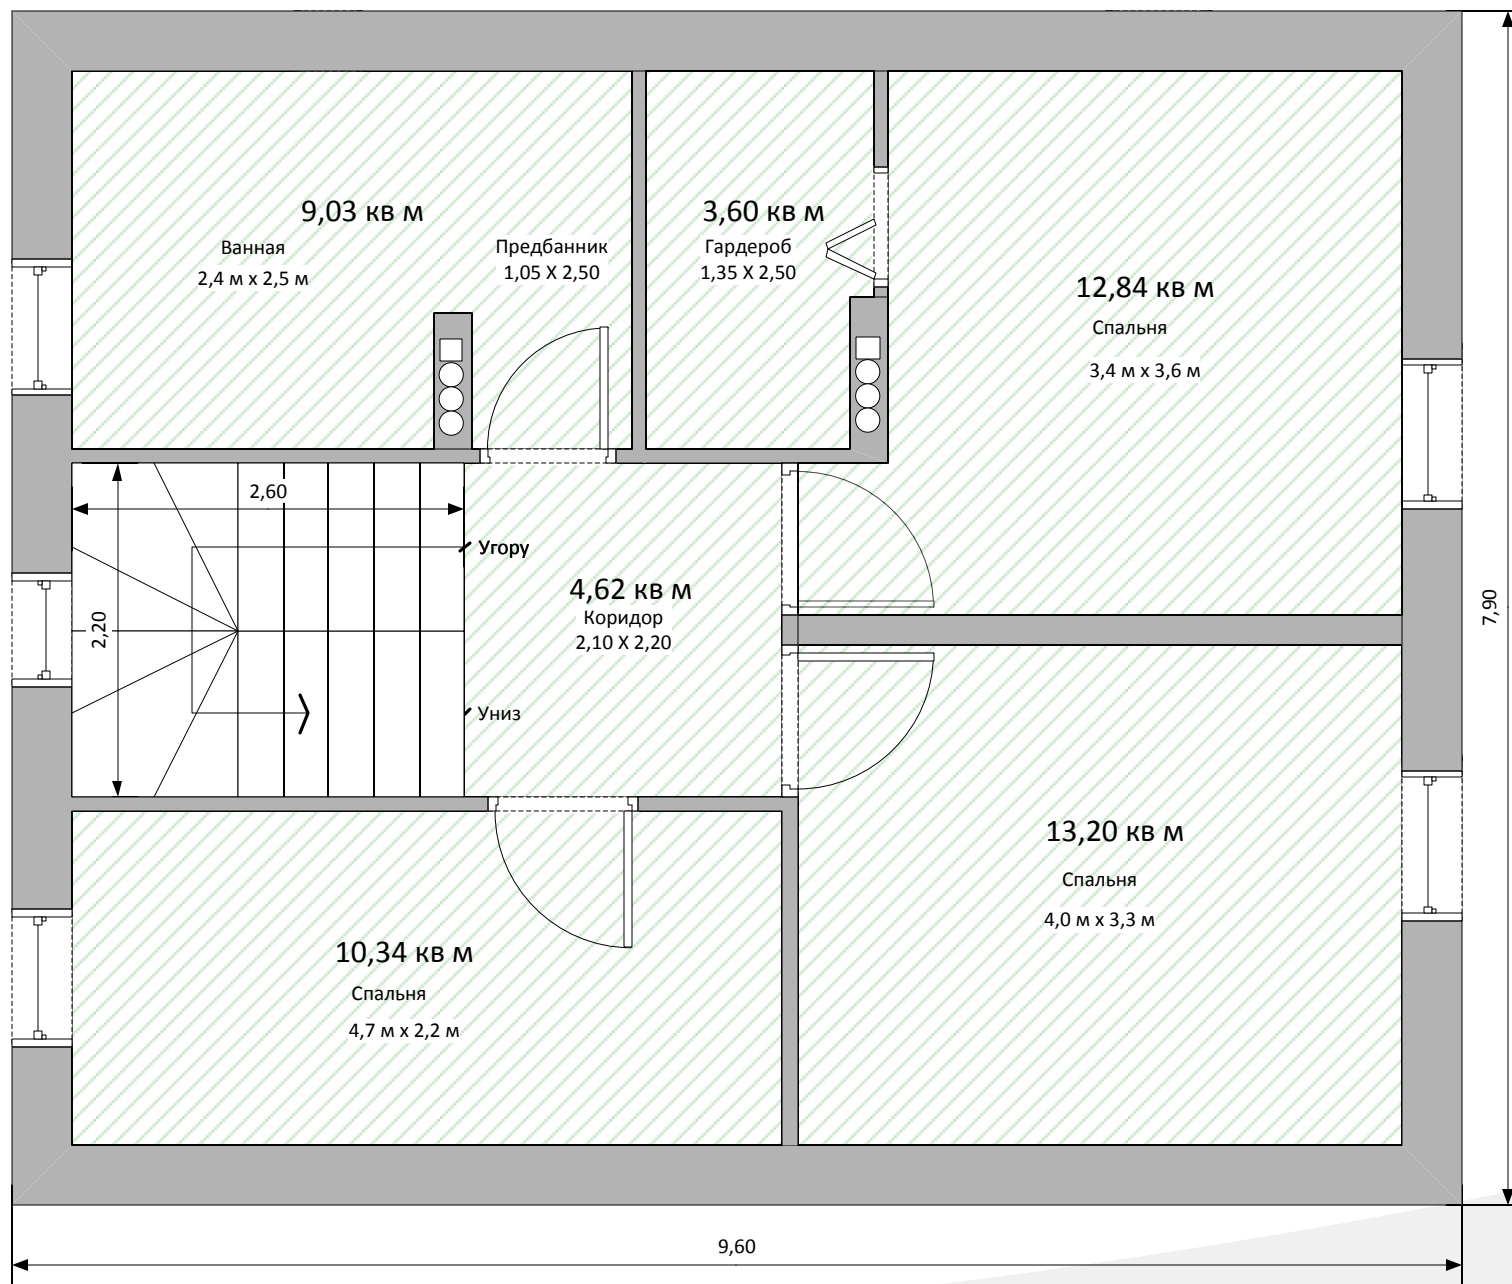 9,03 кв м
Ванная
2,4 м х 2,5 м
Предбанник
1,05 X 2,50
3,60 кв м
Гардероб
1,35 X 2,50
12,84 кв м
Спальня
3,4 м х 3,6 м
2,60
2,20
Угору
Униз
4,62 кв м
Коридор
2,10 X 2,20
7,90
13,20 кв м
Спальня
4,0 м х 3,3 м
10,34 кв м
Спальня
4,7 м х 2,2 м
9,60